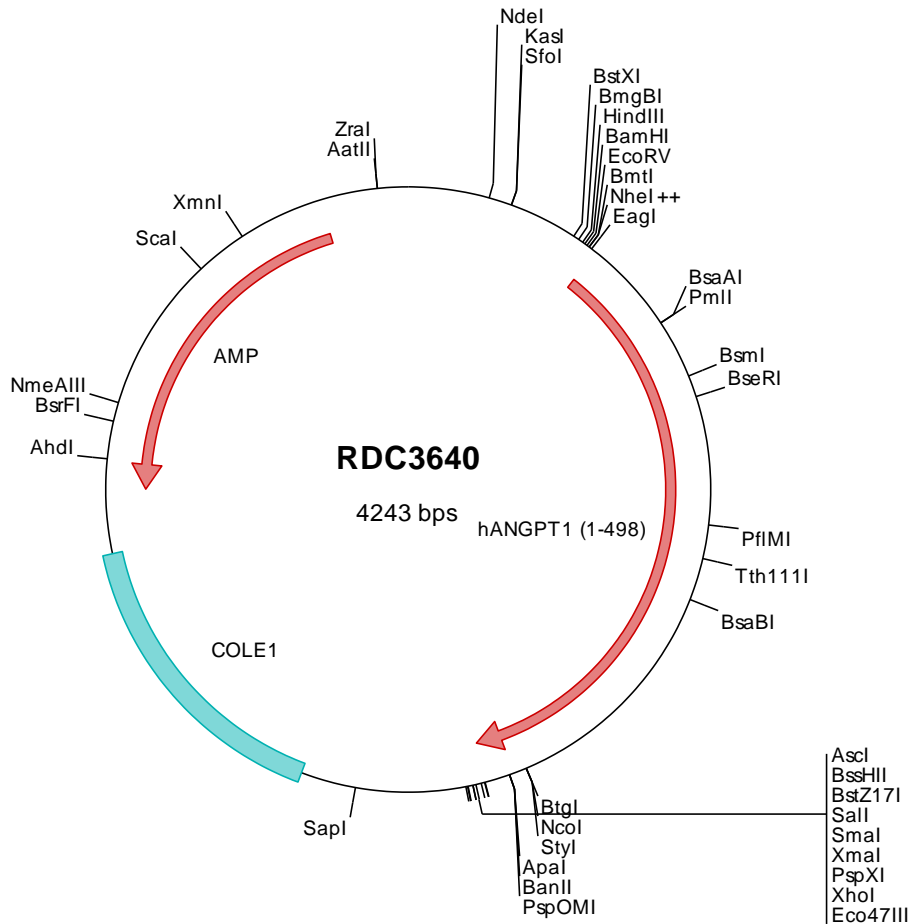 NdeI
KasI
SfoI
BstXI
BmgBI
HindIII
BamHI
EcoRV
BmtI
NheI ++
EagI
ZraI
AatII
XmnI
ScaI
BsaAI
PmlI
BsmI
BseRI
AMP
NmeAIII
BsrFI
AhdI
RDC3640
4243 bps
hANGPT1 (1-498)
PflMI
Tth111I
BsaBI
COLE1
SapI
BtgI
NcoI
StyI
ApaI
BanII
PspOMI
AscI
BssHII
BstZ17I
SalI
SmaI
XmaI
PspXI
XhoI
Eco47III